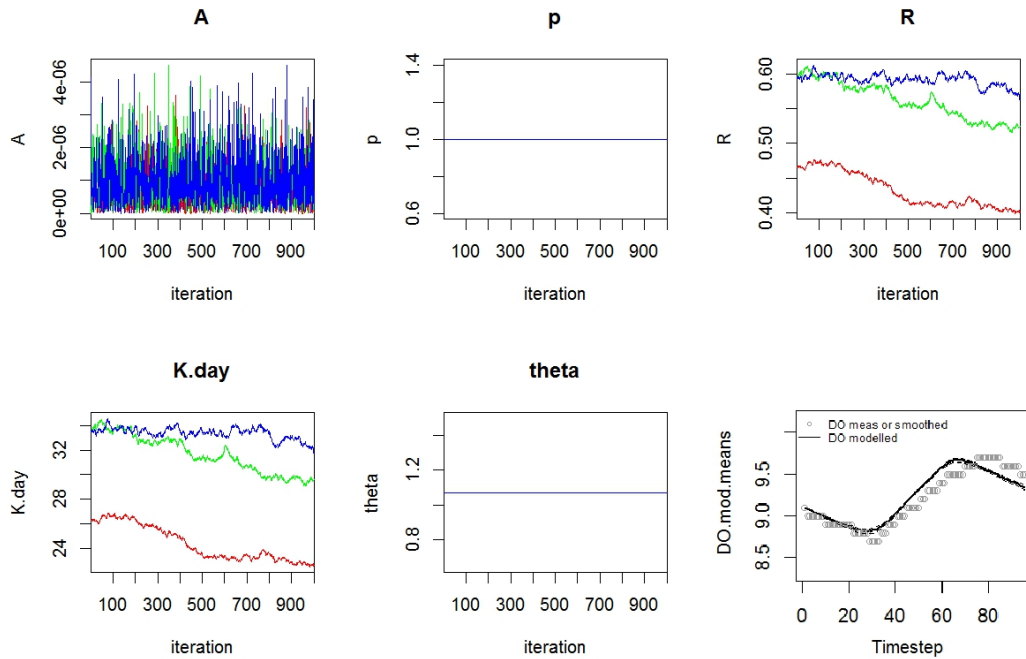 A
p
R
A
0e+00 2e-06 4e-06
100 300 500 700 900
iteration
p
0.6 1.0 1.4
100 300 500 700 900
iteration
R
0.40 0.50 0.60
100 300 500 700 900
iteration
K.day
theta
K.day
24 28 32
100 300 500 700 900
iteration
theta
0.8 1.2
100 300 500 700 900
iteration
DO meas or smoothed
DO modelled
DO.mod.means
8.5 9.0 9.5
0 20 40 60 80
Timestep